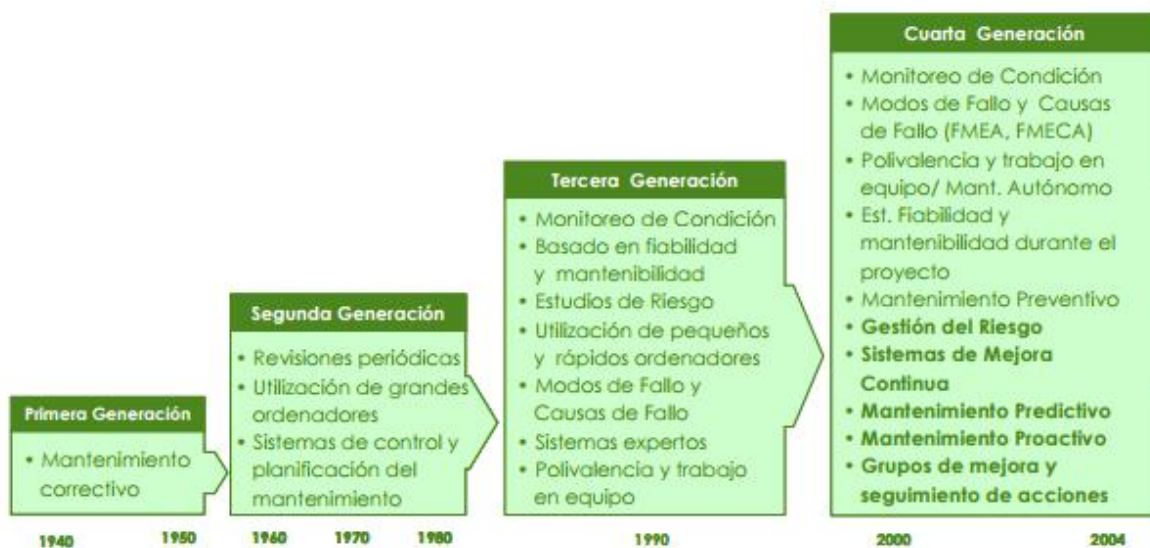 Primera Generación
• Mantenimiento
correctivo
Segunda Generación
• Revisiones periódicas
• Utilización de grandes
ordenadores
• Sistemas de control y
planificación del
mantenimiento
Tercera Generación
• Monitoreo de Condición
• Basado en fiabilidad
y mantenibilidad
• Estudios de Riesgo
• Utilización de pequeños
y rápidos ordenadores
• Modos de Fallo y
Causas de Fallo
• Sistemas expertos
• Polivalencia y trabajo
en equipo
Cuarta Generación
• Monitoreo de Condición
• Modos de Fallo y Causas
de Fallo (FMEA, FMECA)
• Polivalencia y trabajo en
equipo/ Mant. Autónomo
• Est. Fiabilidad y
mantenibilidad durante el
proyecto
• Mantenimiento Preventivo
• Gestión del Riesgo
• Sistemas de Mejora
Continua
• Mantenimiento Predictivo
• Mantenimiento Proactivo
• Grupos de mejora y
seguimiento de acciones
1940 1950 1960 1970 1980 1990 2000 2004